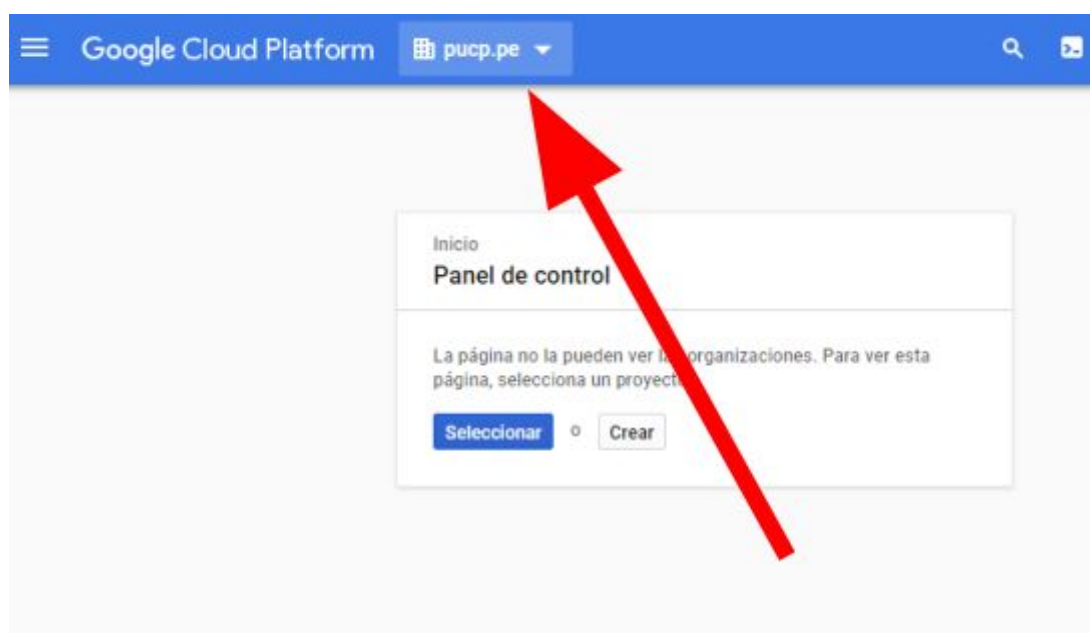 Google Cloud Platform pucp.pe
Inicio
Panel de control
La página no la pueden ver organizaciones. Para ver esta
página, selecciona un proyecto
Seleccionar o Crear